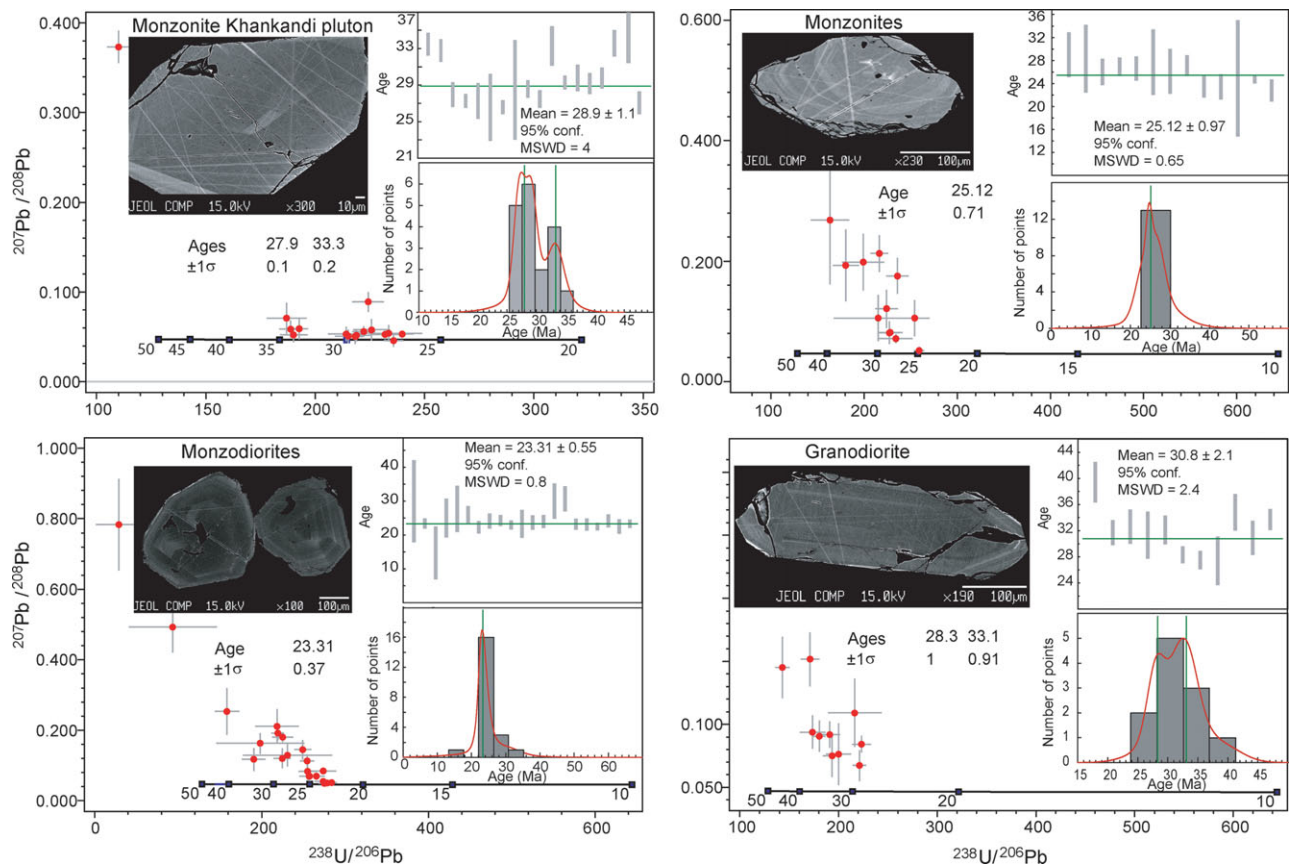 Monzonite Khankandi pluton
0.400
0.300
0.200
0.100
0.000
207Pb /208Pb
JEOL COMP 15.0kV ×300 10µm
Ages 27.9 33.3
±1σ 0.1 0.2
50 45 40 35 30 25 20
100 150 200 250 300 350
37
33
29
25
21
Age
Mean = 28.9 ± 1.1
95% conf.
MSWD = 4
Number of points
6
5
4
3
2
1
0
10 15 20 25 30 35 40 45
Age (Ma)
Monzonites
0.600
0.400
0.200
0.000
JEOL COMP 15.0kV ×230 100µm
Age 25.12
±1σ 0.71
50 40 30 25 20 15 10
100 200 300 400 500 600
36
32
28
24
20
16
12
Age
Mean = 25.12 ± 0.97
95% conf.
MSWD = 0.65
Number of points
12
8
4
0
0 10 20 30 40 50
Age (Ma)
Monzodiorites
1.000
0.800
0.600
0.400
0.200
0.000
207Pb /208Pb
JEOL COMP 15.0kV ×100 100µm
Age 23.31
±1σ 0.37
50 40 30 25 20 15 10
0 200 400 600
238U/206Pb
Mean = 23.31 ± 0.55
95% conf.
MSWD = 0.8
40
30
20
10
0
Age
Number of points
16
12
8
4
0
0 10 20 30 40 50 60 70
Age (Ma)
Granodiorite
0.100
0.050
JEOL COMP 15.0kV ×190 100µm
Ages 28.3 33.1
±1σ 1 0.91
50 40 30 20 10
100 200 300 400 500 600
238U/206Pb
44
40
36
32
28
24
Age
Mean = 30.8 ± 2.1
95% conf.
MSWD = 2.4
Number of points
5
4
3
2
1
0
15 20 25 30 35 40 45
Age (Ma)